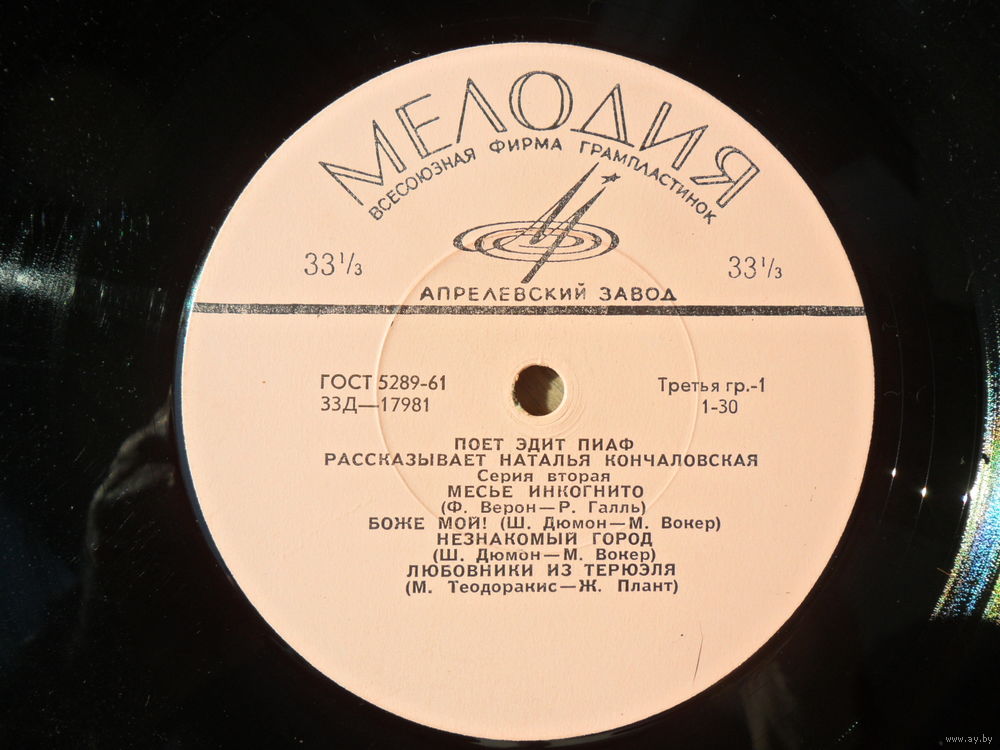 МЕЛОДИЯ
ВСЕСОЮЗНАЯ ФИРМА ГРАМПЛАСТИНОК
33⅓ 33⅓
АПРЕЛЕВСКИЙ ЗАВОД
ГОСТ 5289-61 Третья гр.-1
33Д—17981 1-30
ПОЕТ ЭДИТ ПИАФ
РАССКАЗЫВАЕТ НАТАЛЬЯ КОНЧАЛОВСКАЯ
Серия вторая
МЕСЬЕ ИНКОГНИТО
(Ф. Верон—Р. Галль)
БОЖЕ МОЙ! (Ш. Дюмон—М. Вокер)
НЕЗНАКОМЫЙ ГОРОД
(Ш. Дюмон—М. Вокер)
ЛЮБОВНИКИ ИЗ ТЕРЮЭЛЯ
(М. Теодоракис—Ж. Плант)
www.ay.by